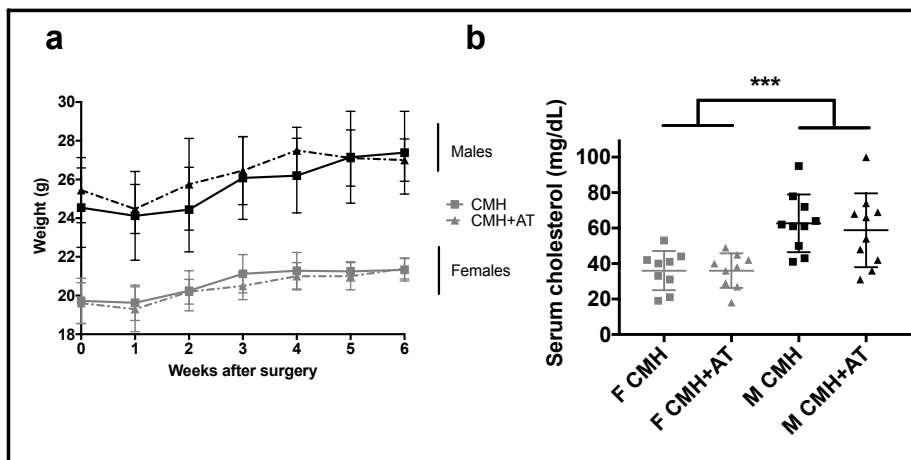 a
Weight (g)
30
28
26
24
22
20
18
0 1 2 3 4 5 6
Weeks after surgery
Males
CMH
CMH+AT
Females
b
***
Serum cholesterol (mg/dL)
100
80
60
40
20
0
F CMH
F CMH+AT
M CMH
M CMH+AT